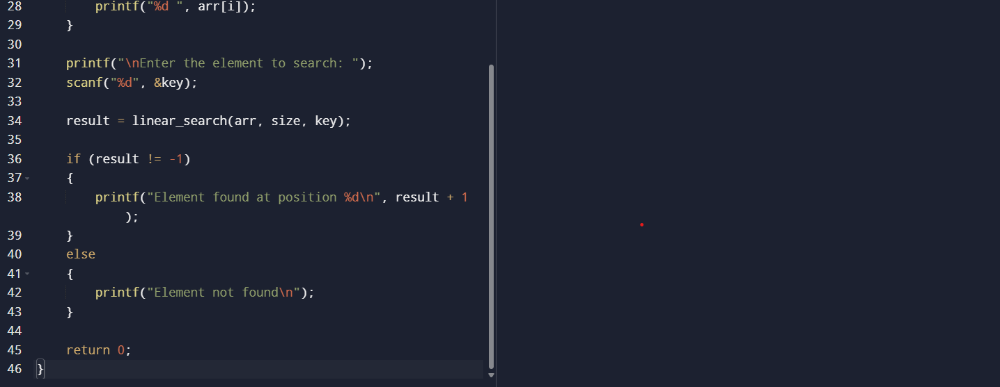 28 printf("%d ", arr[i]);
29 }
30
31 printf("\nEnter the element to search: ");
32 scanf("%d", &key);
33
34 result = linear_search(arr, size, key);
35
36 if (result != -1)
37 {
38 printf("Element found at position %d\n", result + 1
);
39 }
40 else
41 {
42 printf("Element not found\n");
43 }
44
45 return 0;
46 }